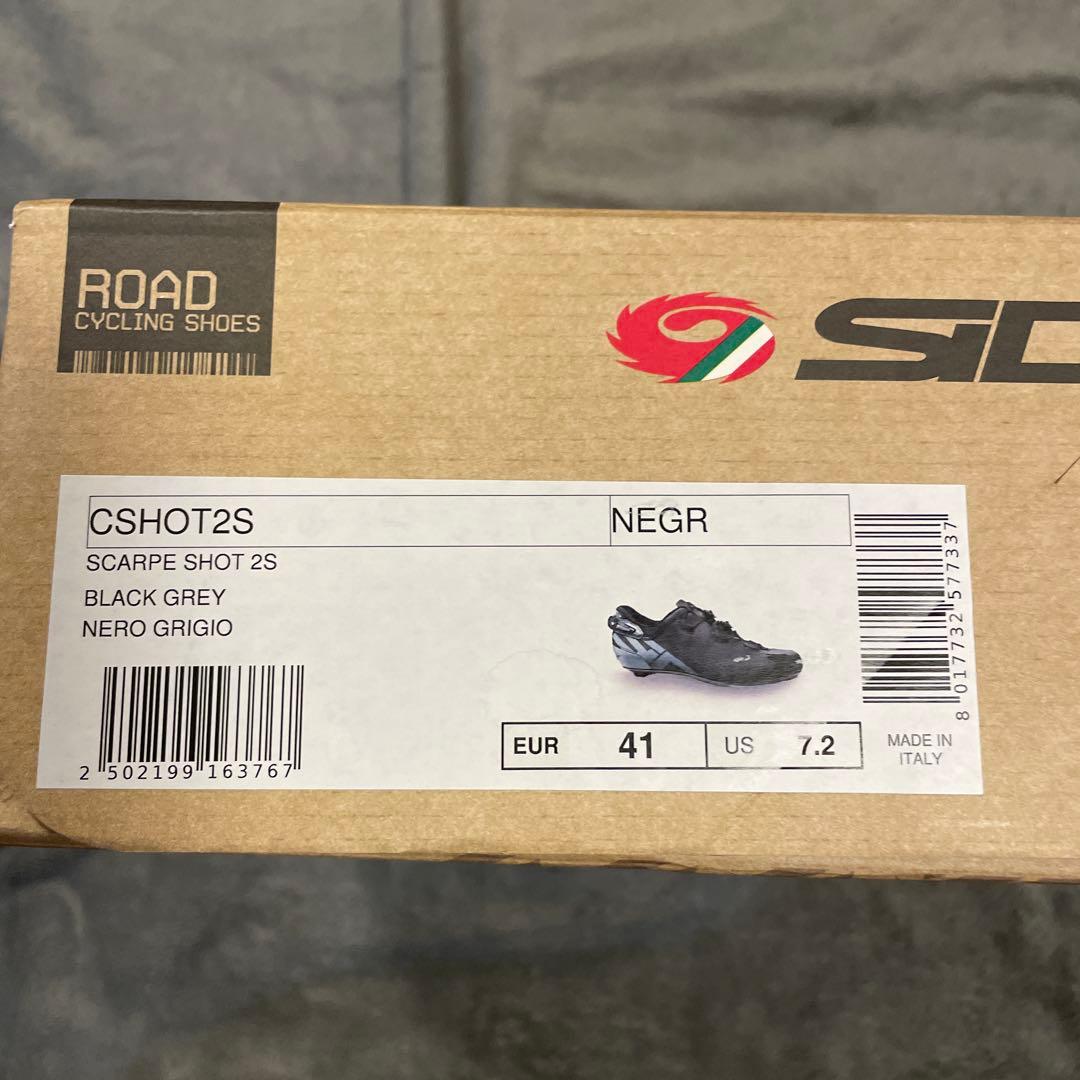 ROAD
CYCLING SHOES
SID
CSHOT2S NEGR
SCARPE SHOT 2S
BLACK GREY
NERO GRIGIO
2 502199 163767
EUR 41 US 7.2
8 017732 577337
MADE IN
ITALY